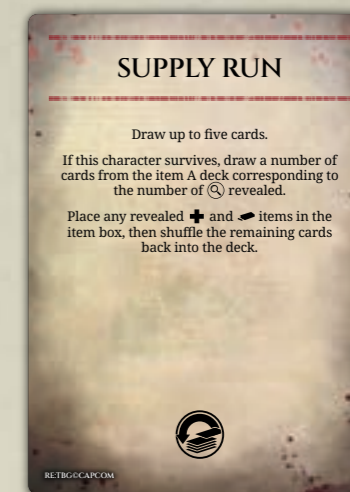 SUPPLY RUN
Draw up to five cards.
If this character survives, draw a number of
cards from the item A deck corresponding to
the number of revealed.
Place any revealed and items in the
item box, then shuffle the remaining cards
back into the deck.
RE:TBG©CAPCOM